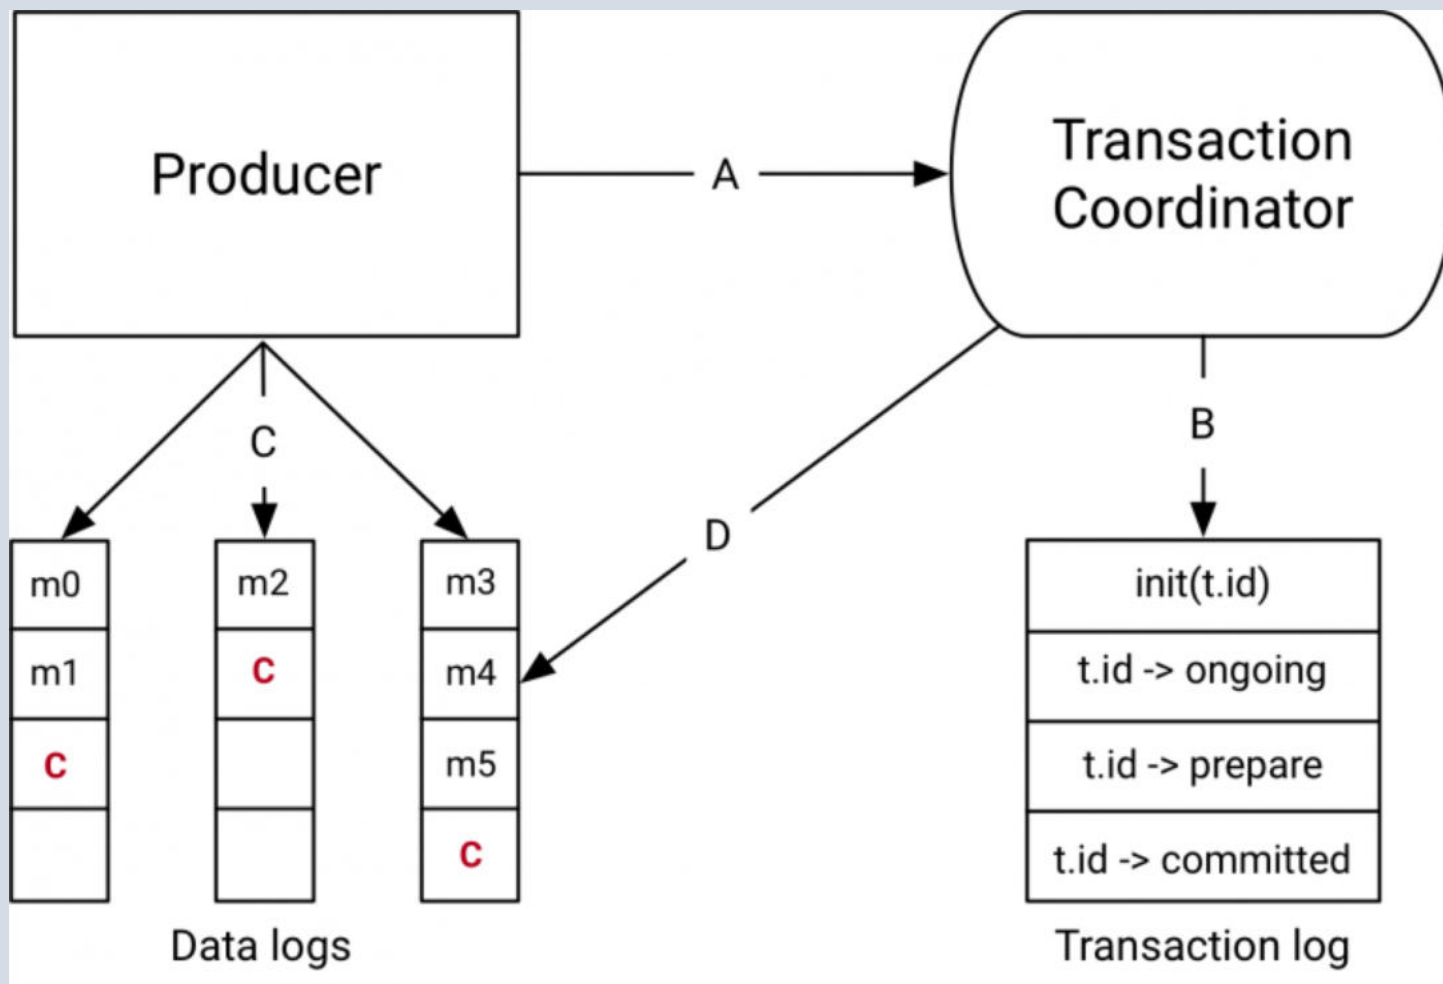 Producer
A
Transaction
Coordinator
C
B
D
m0
m1
C
m2
C
m3
m4
m5
C
init(t.id)
t.id -> ongoing
t.id -> prepare
t.id -> committed
Data logs
Transaction log